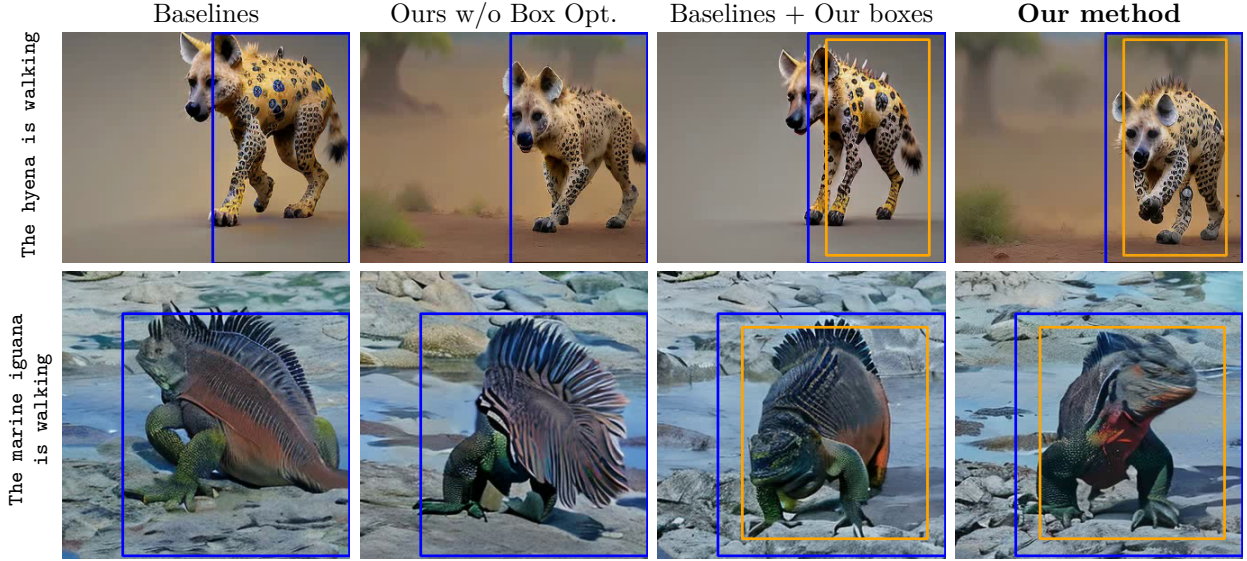 Baselines
Ours w/o Box Opt.
Baselines + Our boxes
Our method
The hyena is walking
The marine iguana
is walking